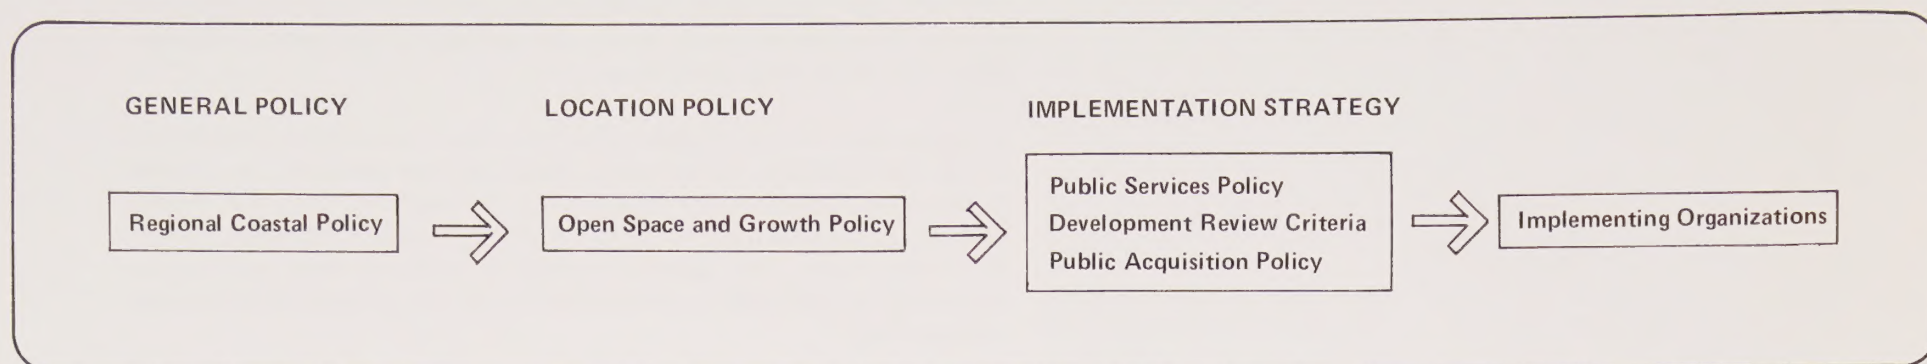 GENERAL POLICY
Regional Coastal Policy
LOCATION POLICY
Open Space and Growth Policy
IMPLEMENTATION STRATEGY
Public Services Policy
Development Review Criteria
Public Acquisition Policy
Implementing Organizations